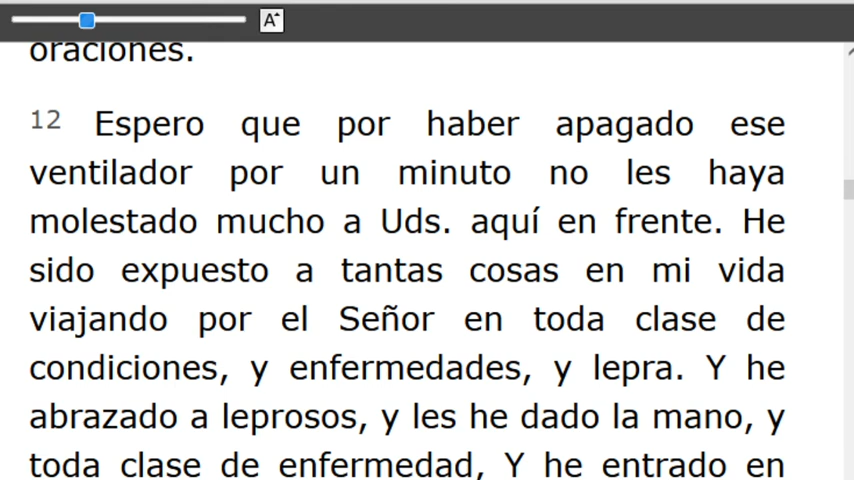 A
oraciones.
12 Espero que por haber apagado ese
ventilador por un minuto no les haya
molestado mucho a Uds. aquí en frente. He
sido expuesto a tantas cosas en mi vida
viajando por el Señor en toda clase de
condiciones, y enfermedades, y lepra. Y he
abrazado a leprosos, y les he dado la mano, y
toda clase de enfermedad, Y he entrado en